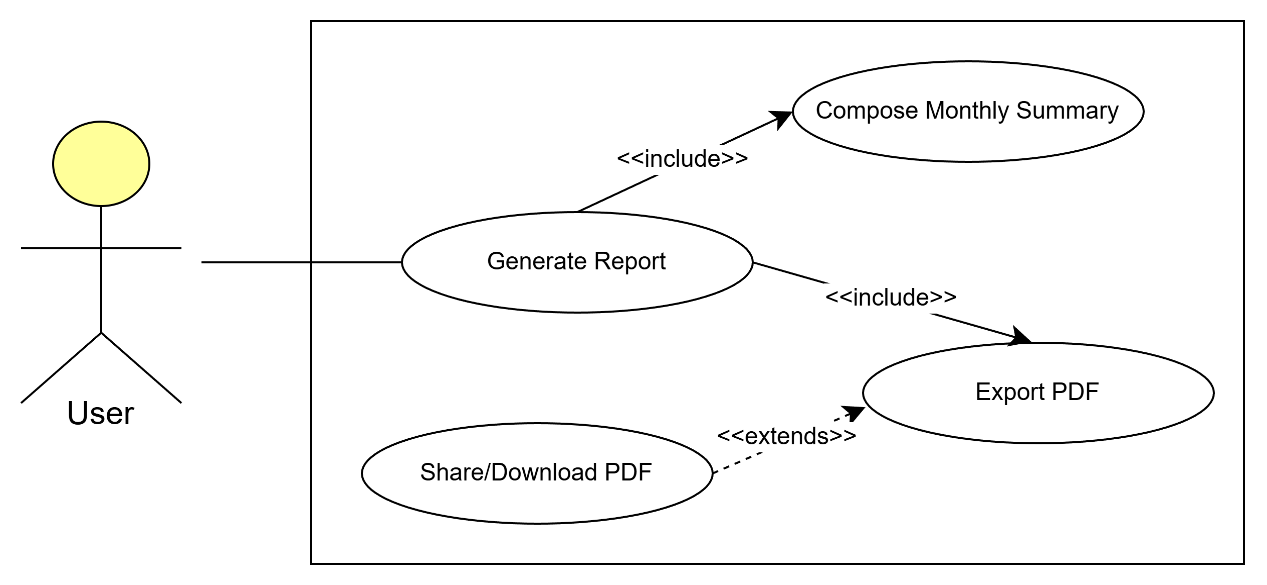 Compose Monthly Summary
<<include>>
Generate Report
<<include>>
Export PDF
User
<<extends>>
Share/Download PDF